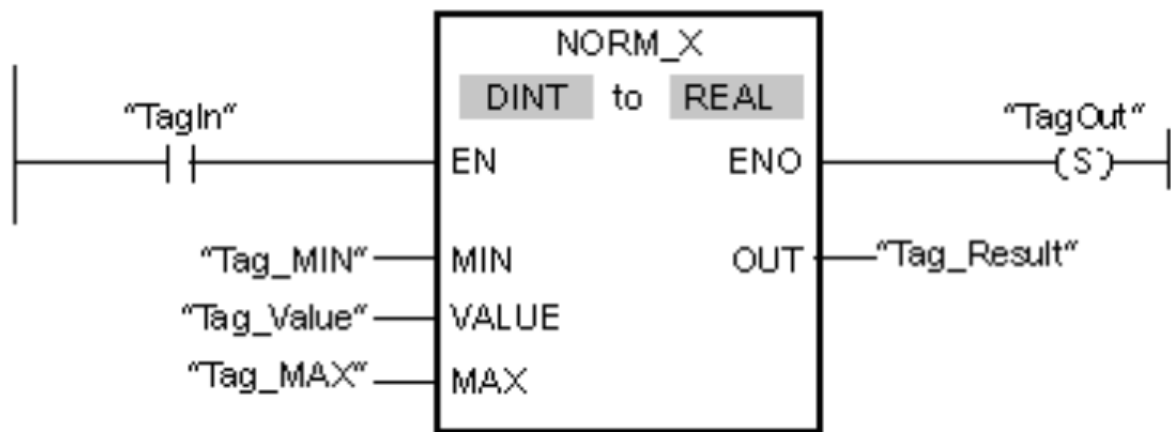 NORM_X
DINT to REAL
"TagIn"
"TagOut"
EN
ENO
(S)
"Tag_MIN"
MIN
OUT
"Tag_Result"
"Tag_Value"
VALUE
"Tag_MAX"
MAX